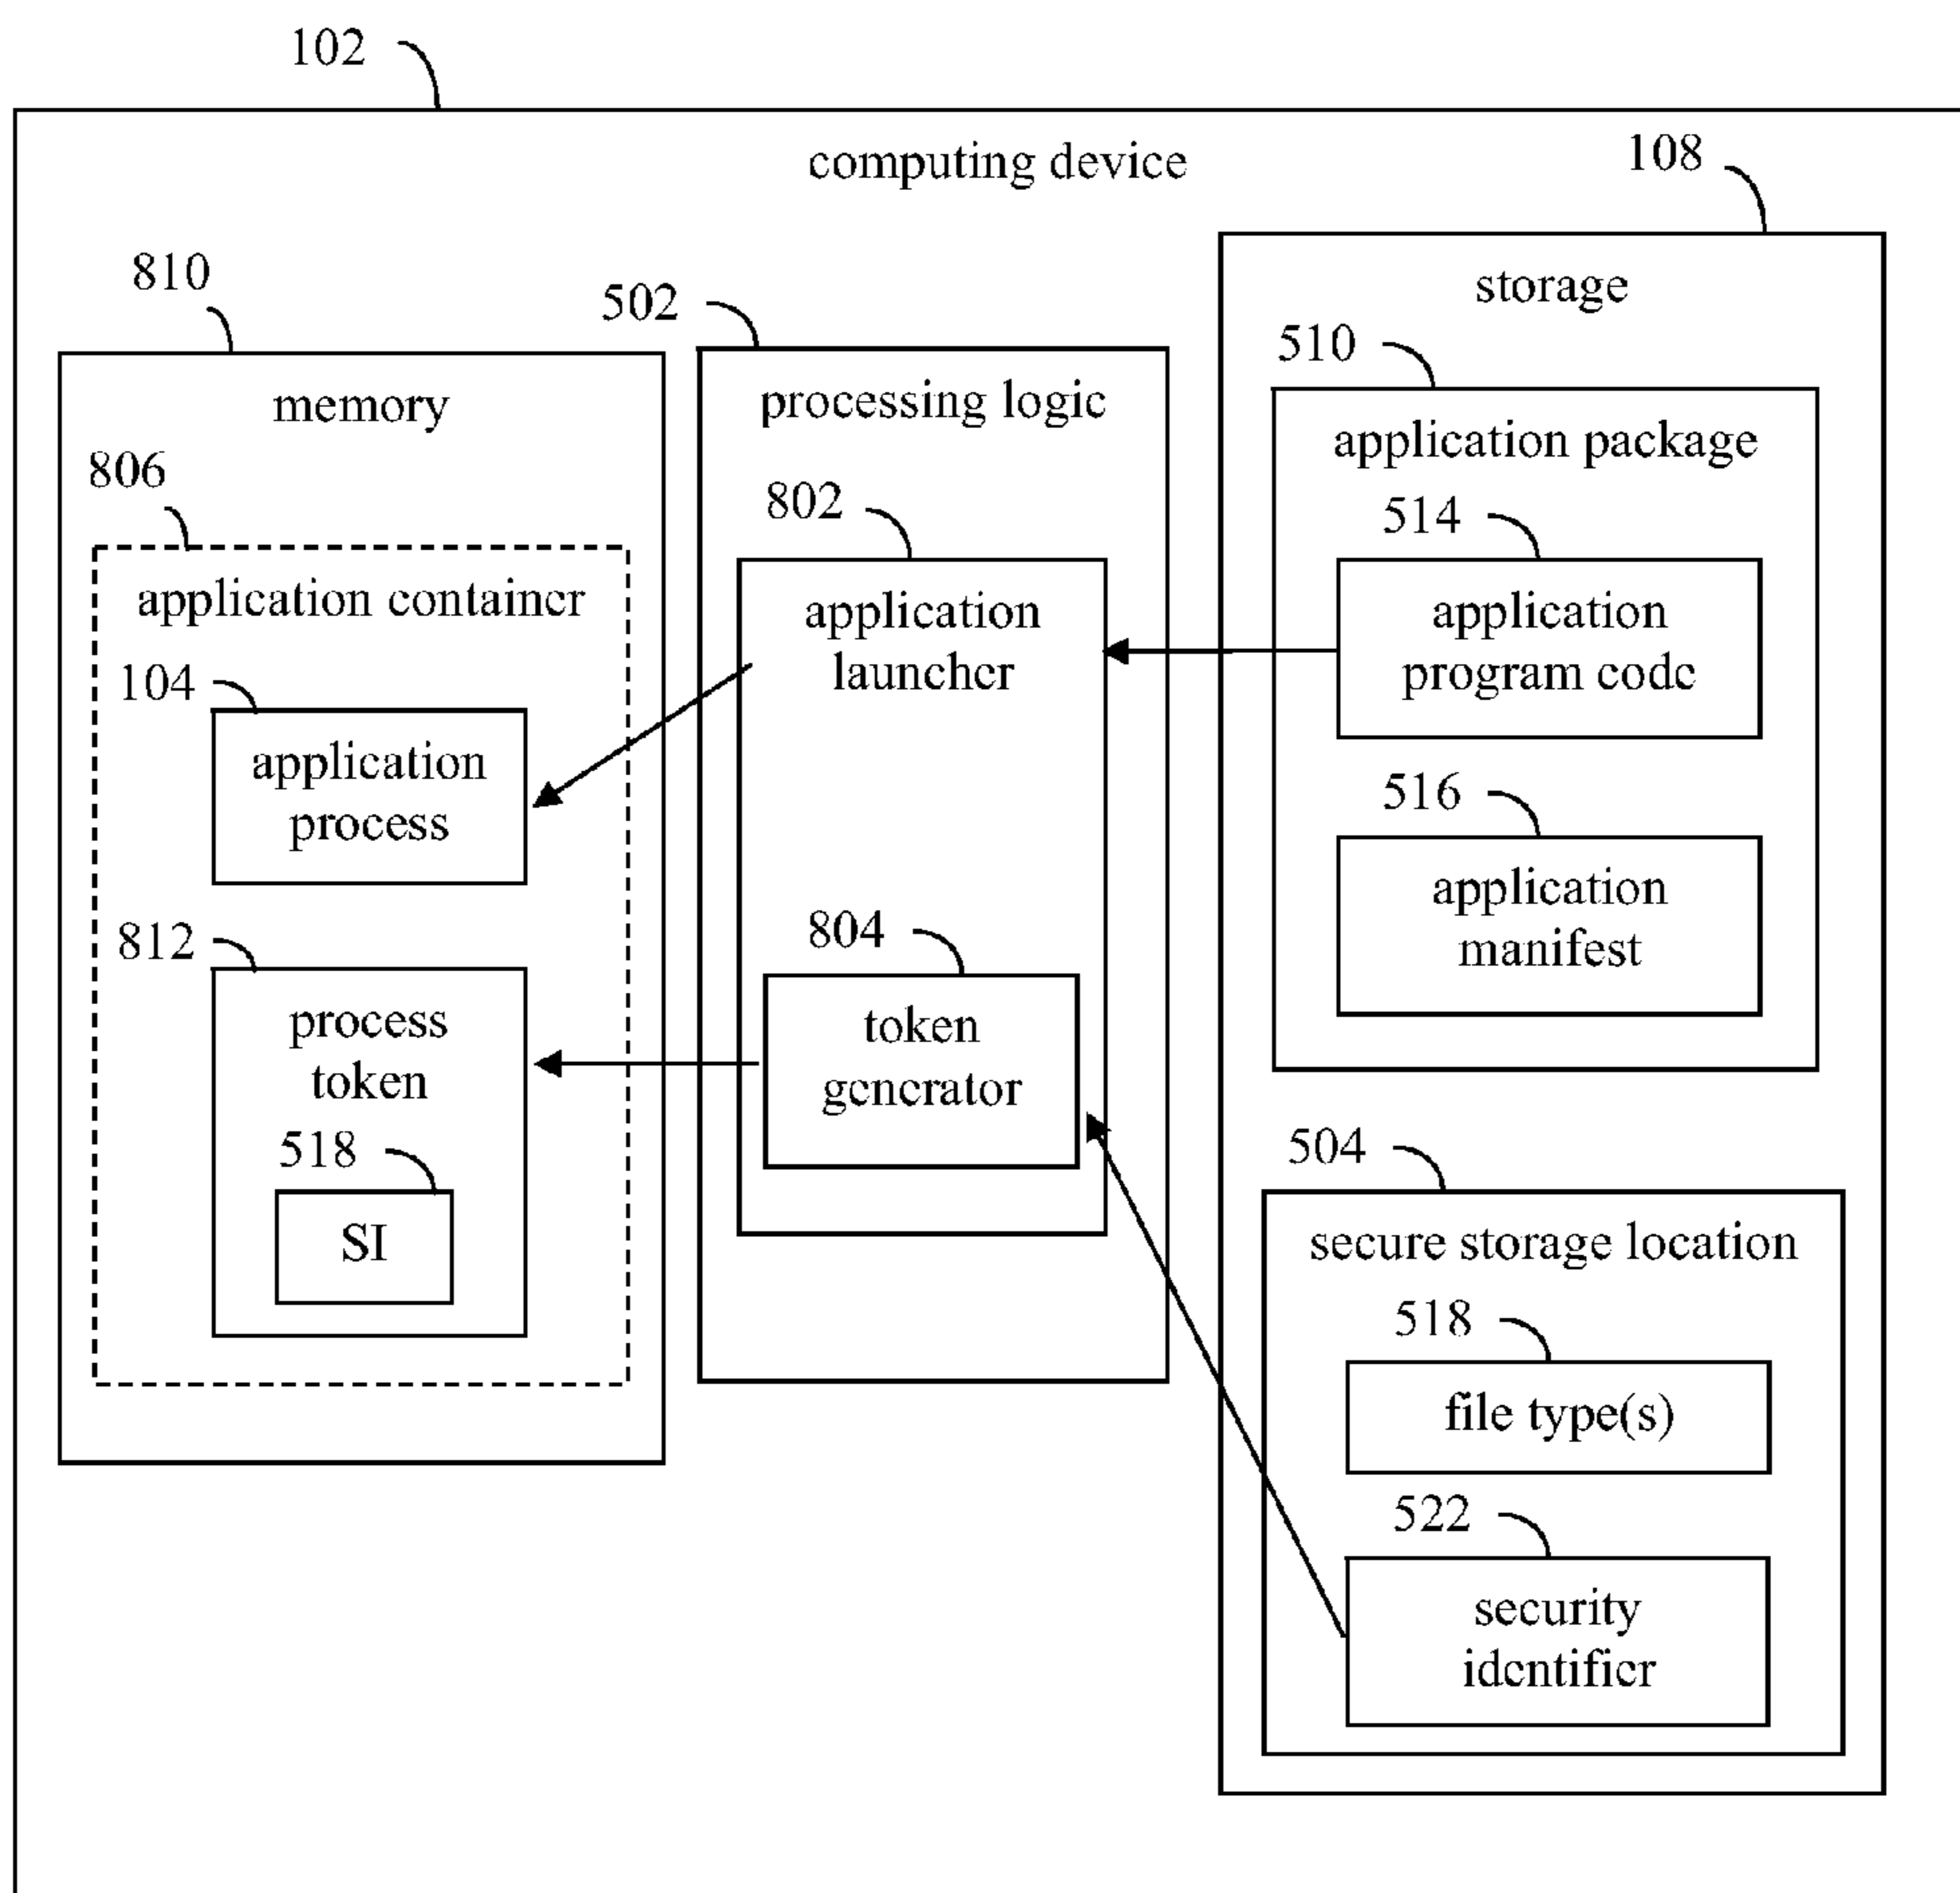 102
computing device
108
810
502
storage
510
memory
processing logic
application package
806
802
514
application container
application
launcher
application
program code
104
application
process
516
application
manifest
812
804
process
token
token
generator
518
SI
504
secure storage location
518
file type(s)
522
security
identifier